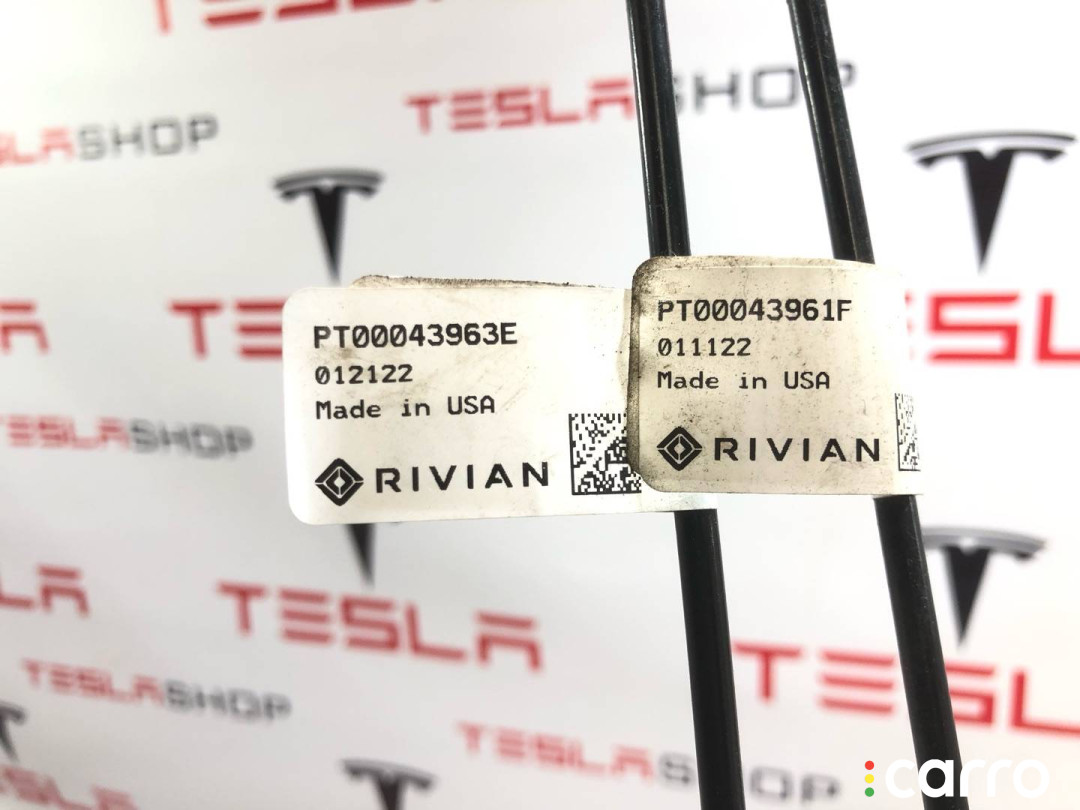 TESLA
TESLASHOP
TESLASHOP
TESLA
TESLA
TESLASHOP
PT00043963E
012122
Made in USA
RIVIAN
PT00043961F
011122
Made in USA
RIVIAN
TESLA
TESLA
TESLASHOP
TESLASHOP
carro